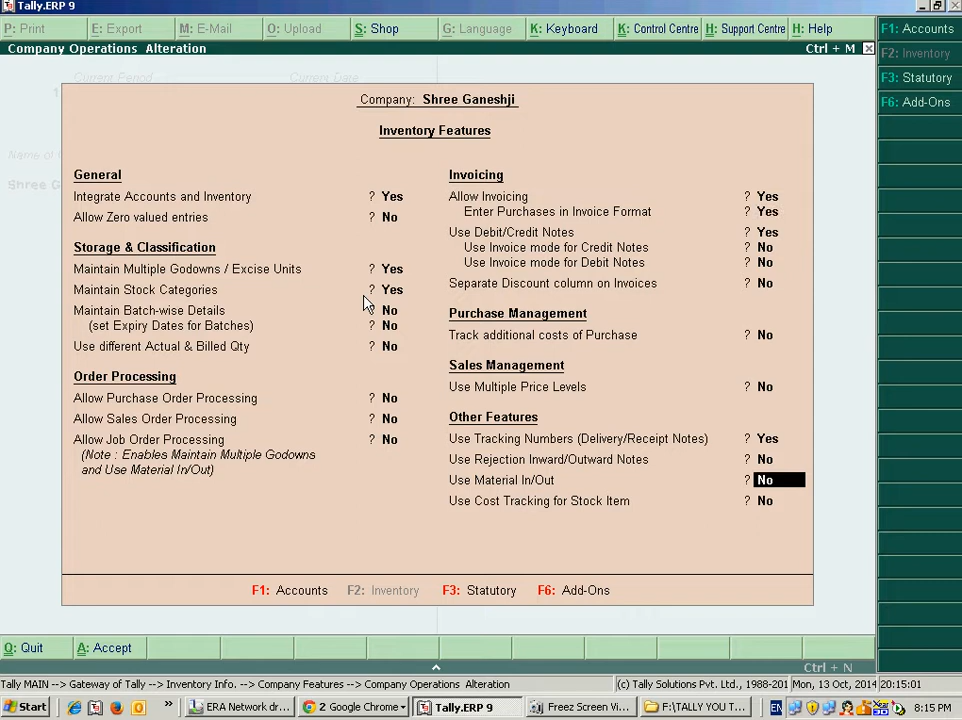 Tally.ERP 9
P: Print E: Export M: E-Mail O: Upload S: Shop G: Language K: Keyboard K: Control Centre H: Support Centre H: Help F1: Accounts
Company Operations Alteration Ctrl + M
F2: Inventory
F3: Statutory
F6: Add-Ons
Current Period Current Date
Company: Shree Ganeshji
Inventory Features
Name of
Shree G
General
Integrate Accounts and Inventory ? Yes
Allow Zero valued entries ? No
Storage & Classification
Maintain Multiple Godowns / Excise Units ? Yes
Maintain Stock Categories ? Yes
Maintain Batch-wise Details ? No
(set Expiry Dates for Batches) ? No
Use different Actual & Billed Qty ? No
Order Processing
Allow Purchase Order Processing ? No
Allow Sales Order Processing ? No
Allow Job Order Processing ? No
(Note : Enables Maintain Multiple Godowns
and Use Material In/Out)
Invoicing
Allow Invoicing ? Yes
Enter Purchases in Invoice Format ? Yes
Use Debit/Credit Notes ? Yes
Use Invoice mode for Credit Notes ? No
Use Invoice mode for Debit Notes ? No
Separate Discount column on Invoices ? No
Purchase Management
Track additional costs of Purchase ? No
Sales Management
Use Multiple Price Levels ? No
Other Features
Use Tracking Numbers (Delivery/Receipt Notes) ? Yes
Use Rejection Inward/Outward Notes ? No
Use Material In/Out ? No
Use Cost Tracking for Stock Item ? No
F1: Accounts F2: Inventory F3: Statutory F6: Add-Ons
Q: Quit A: Accept
Ctrl + N
Tally MAIN --> Gateway of Tally --> Inventory Info. --> Company Features --> Company Operations Alteration (c) Tally Solutions Pvt. Ltd., 1988-201 Mon, 13 Oct, 2014 20:15:01
Start ERA Network dr... 2 Google Chrome Tally.ERP 9 Freez Screen Vi... F:\TALLY YOU T... EN 8:15 PM